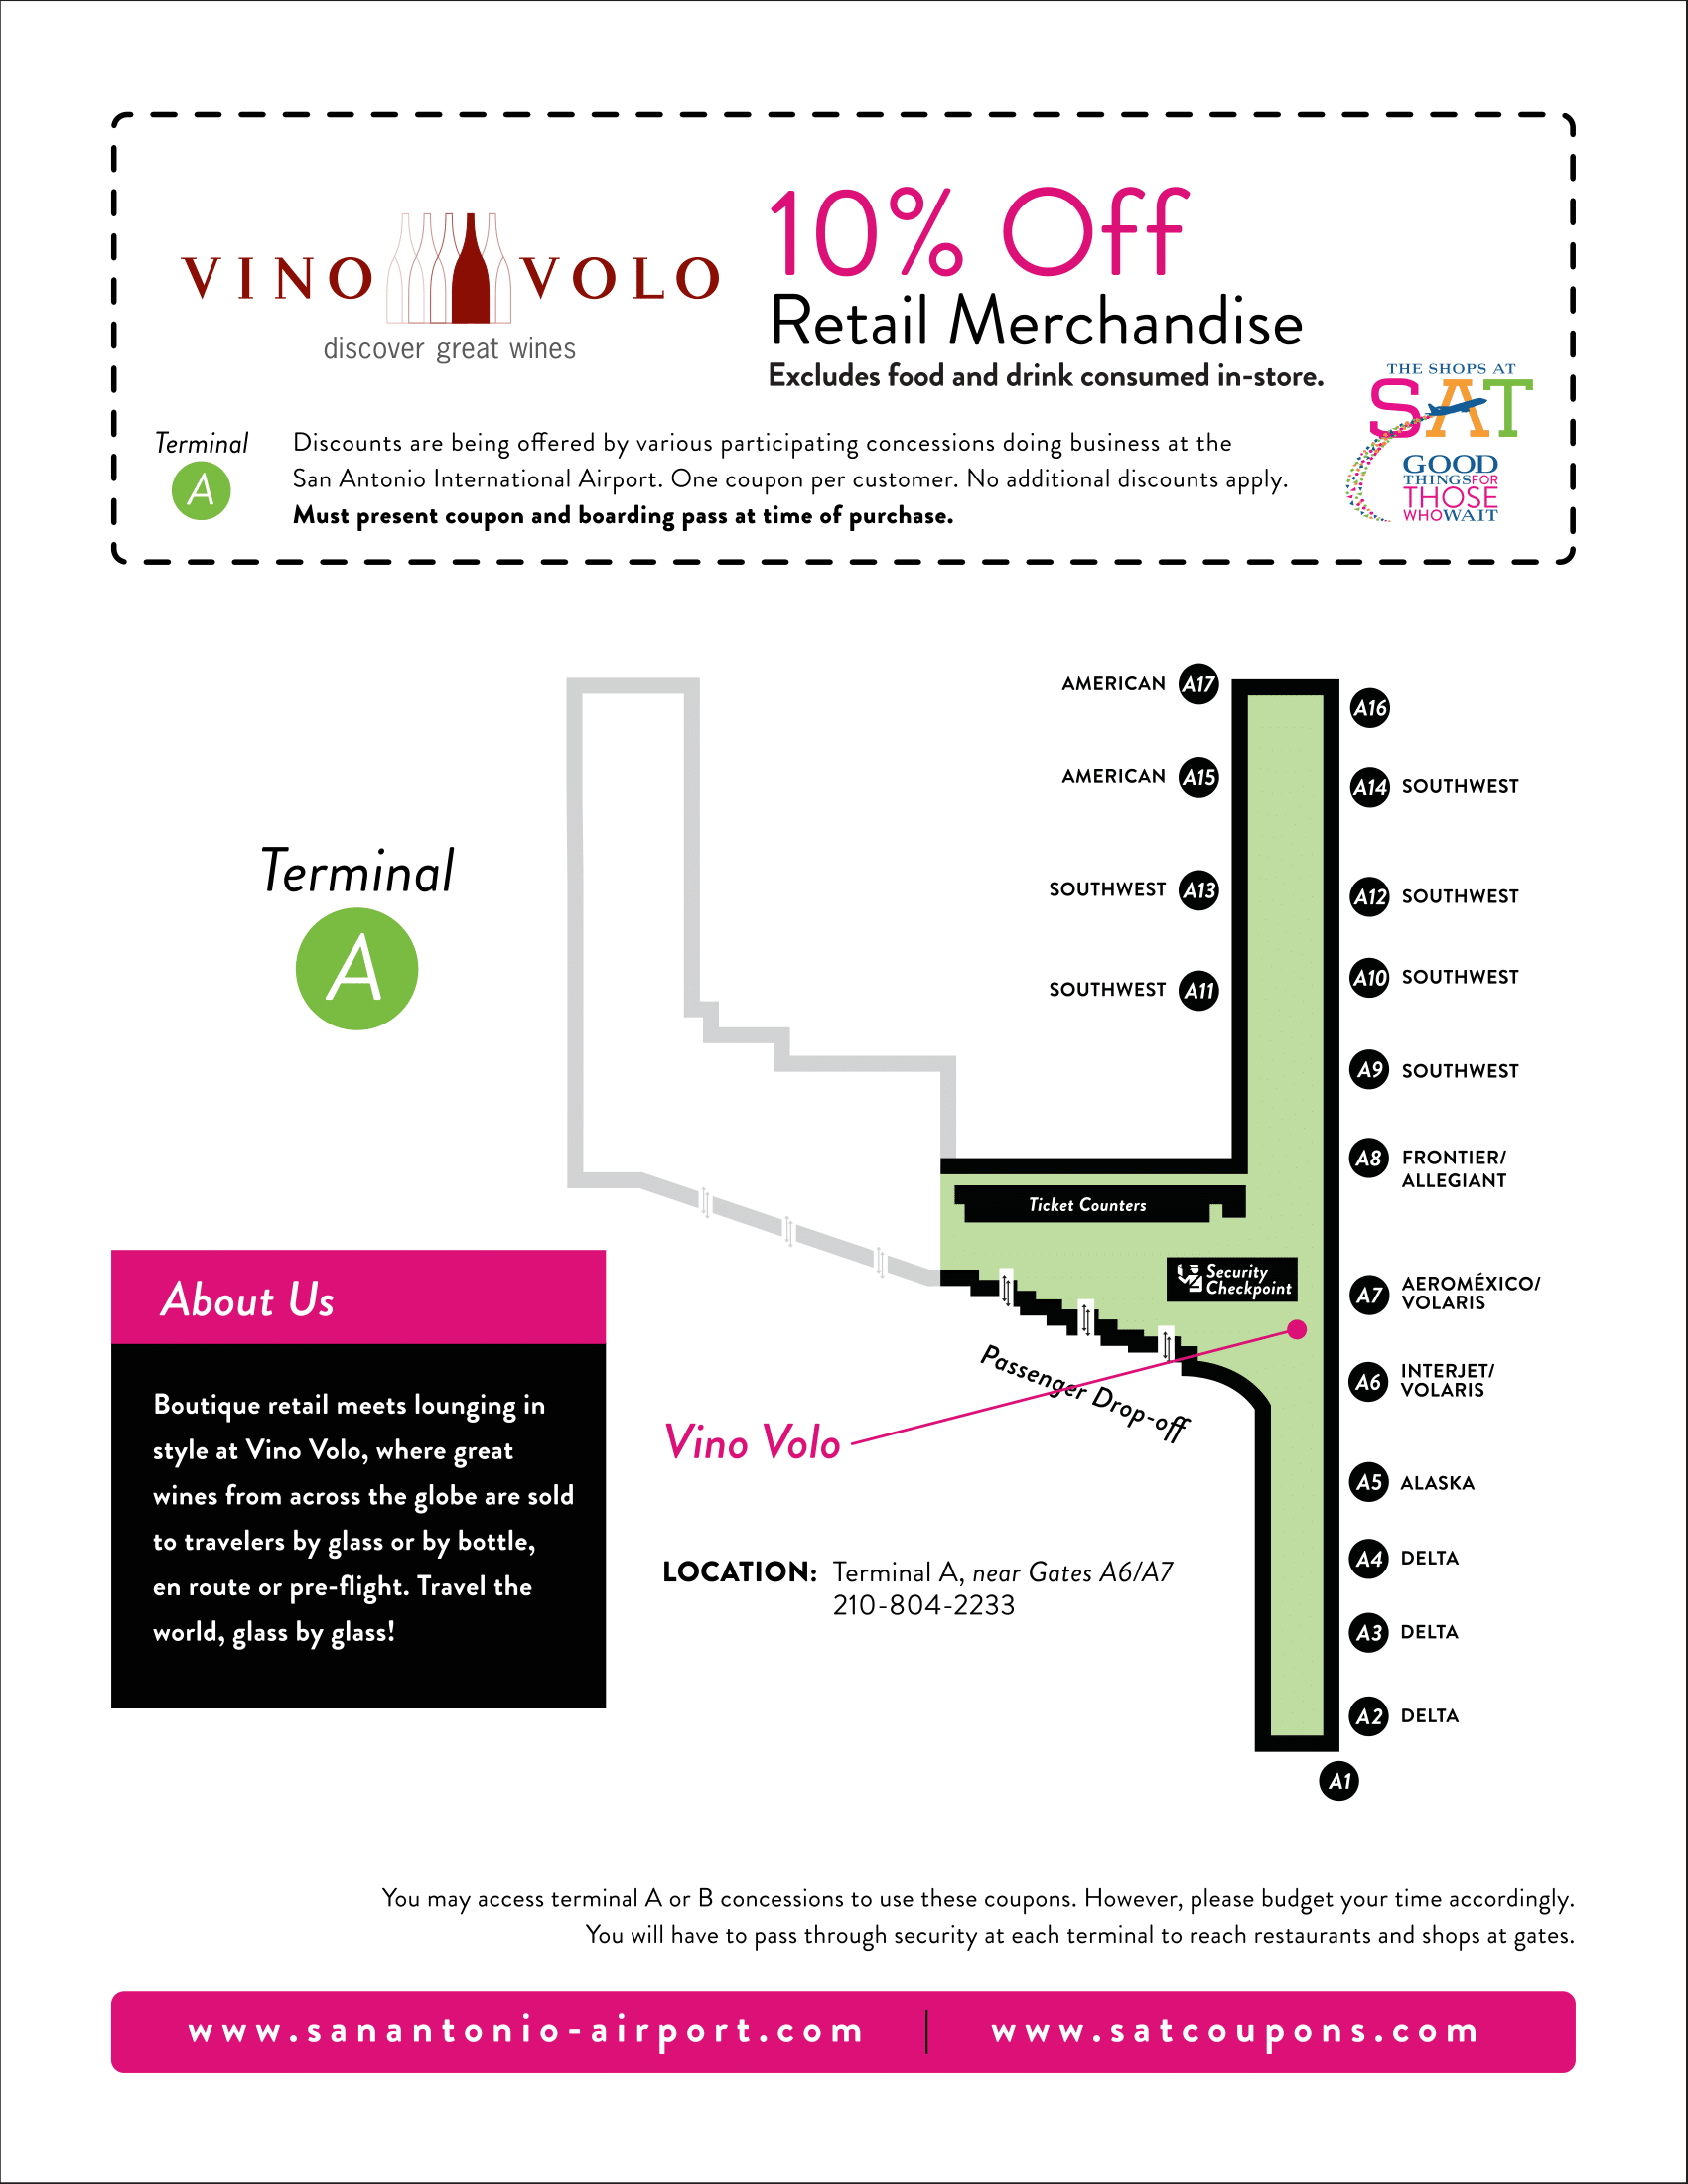 VINO VOLO
discover great wines
10% Off
Retail Merchandise
Excludes food and drink consumed in-store.
Terminal
A
Discounts are being offered by various participating concessions doing business at the
San Antonio International Airport. One coupon per customer. No additional discounts apply.
Must present coupon and boarding pass at time of purchase.
THE SHOPS AT
SAT
GOOD
THINGSFOR
THOSE
WHOWAIT
Terminal
A
AMERICAN A17
A16
AMERICAN A15
A14 SOUTHWEST
SOUTHWEST A13
A12 SOUTHWEST
SOUTHWEST A11
A10 SOUTHWEST
A9 SOUTHWEST
A8 FRONTIER/
ALLEGIANT
Ticket Counters
Security
Checkpoint
A7 AEROMÉXICO/
VOLARIS
A6 INTERJET/
VOLARIS
Passenger Drop-off
Vino Volo
A5 ALASKA
A4 DELTA
A3 DELTA
A2 DELTA
A1
LOCATION: Terminal A, near Gates A6/A7
210-804-2233
About Us
Boutique retail meets lounging in
style at Vino Volo, where great
wines from across the globe are sold
to travelers by glass or by bottle,
en route or pre-flight. Travel the
world, glass by glass!
You may access terminal A or B concessions to use these coupons. However, please budget your time accordingly.
You will have to pass through security at each terminal to reach restaurants and shops at gates.
www.sanantonio-airport.com | www.satcoupons.com